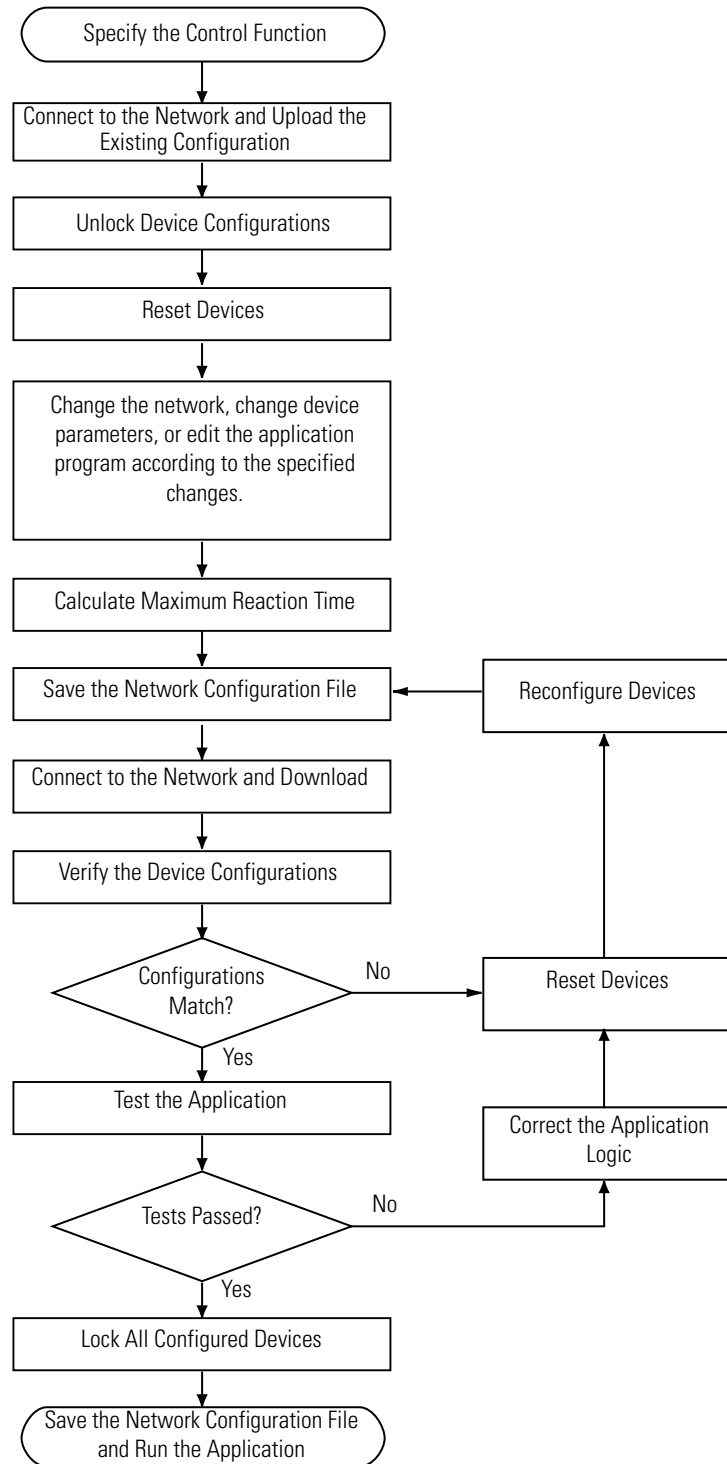 Specify the Control Function
Connect to the Network and Upload the
Existing Configuration
Unlock Device Configurations
Reset Devices
Change the network, change device
parameters, or edit the application
program according to the specified
changes.
Calculate Maximum Reaction Time
Save the Network Configuration File
Reconfigure Devices
Connect to the Network and Download
Verify the Device Configurations
Configurations
Match?
No
Reset Devices
Yes
Test the Application
Correct the Application
Logic
Tests Passed?
No
Yes
Lock All Configured Devices
Save the Network Configuration File
and Run the Application